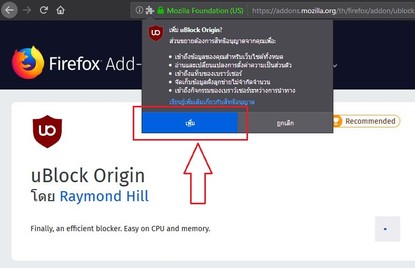 Mozilla Foundation (US)
https://addons.mozilla.org/th/firefox/addon/ublock
Firefox Add-
เพิ่ม uBlock Origin?
ส่วนขยายต้องการสิทธิอนุญาตจากคุณเพื่อ:
• เข้าถึงข้อมูลของคุณสำหรับเว็บไซต์ทั้งหมด
• อ่านและเปลี่ยนแปลงการตั้งค่าความเป็นส่วนตัว
• เข้าถึงแท็บของเบราว์เซอร์
• จัดเก็บข้อมูลฝั่งลูกข่ายไม่จำกัดจำนวน
• เข้าถึงกิจกรรมของเบราว์เซอร์ระหว่างการนำทาง
เรียนรู้เพิ่มเติมเกี่ยวกับสิทธิอนุญาต
เพิ่ม
ยกเลิก
Recommended
uBlock Origin
โดย Raymond Hill
Finally, an efficient blocker. Easy on CPU and memory.